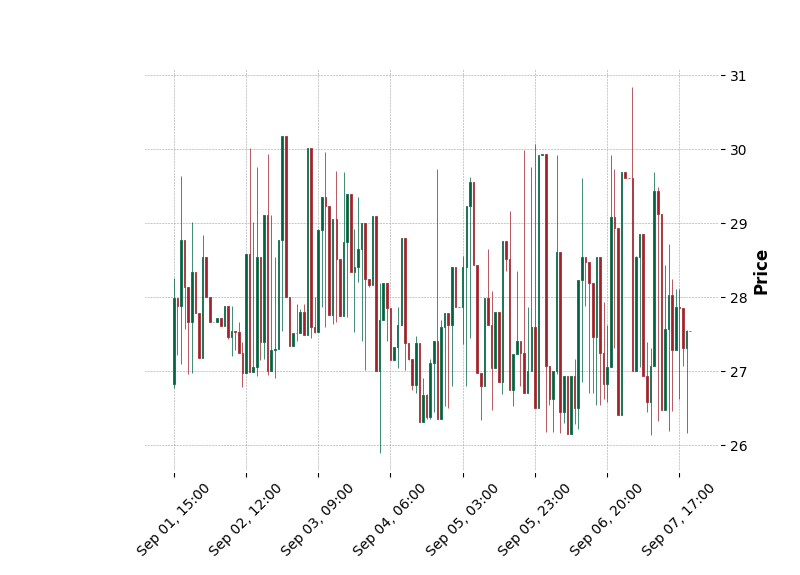 31
30
29
28
27
26
Price
Sep 01, 15:00
Sep 02, 12:00
Sep 03, 09:00
Sep 04, 06:00
Sep 05, 03:00
Sep 05, 23:00
Sep 06, 20:00
Sep 07, 17:00